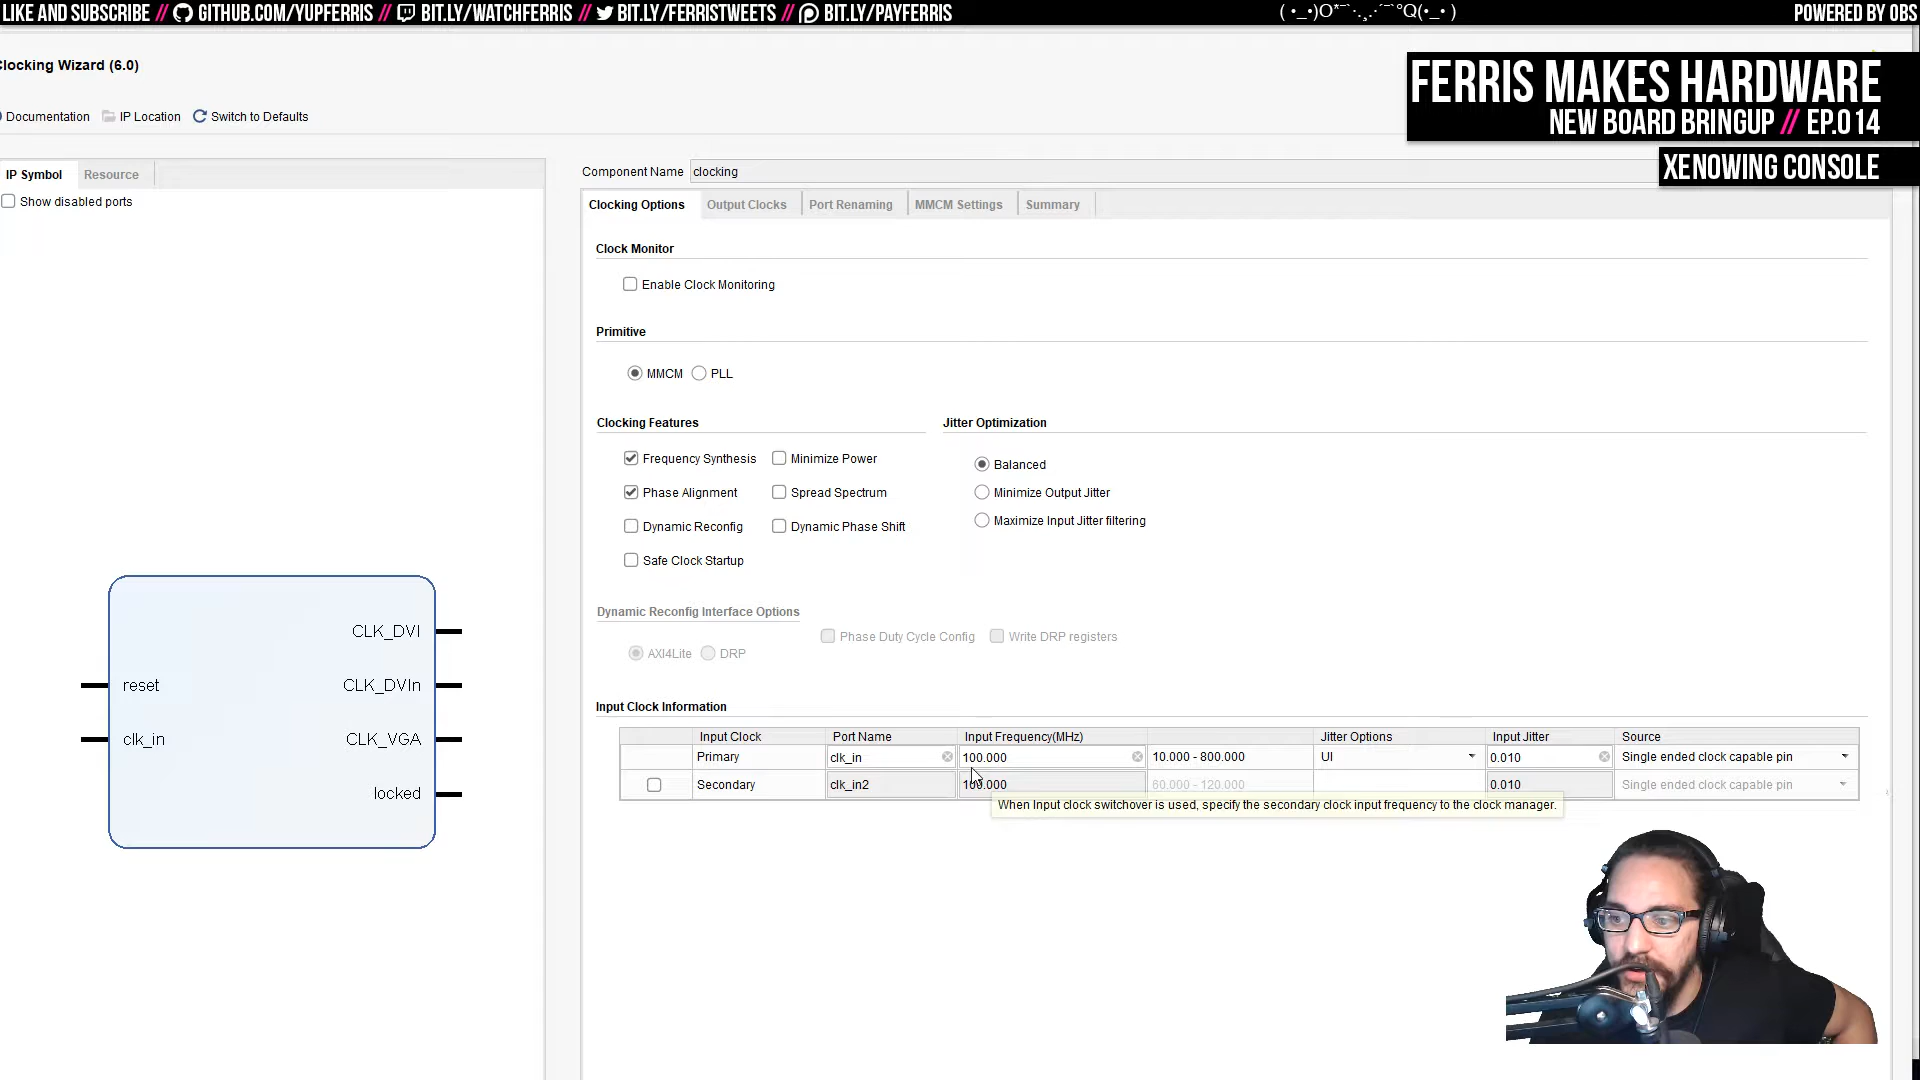 LIKE AND SUBSCRIBE // GITHUB.COM/YUPFERRIS // BIT.LY/WATCHFERRIS // BIT.LY/FERRISTWEETS // BIT.LY/PAYFERRIS
POWERED BY OBS
FERRIS MAKES HARDWARE
NEW BOARD BRINGUP // EP.014
XENOWING CONSOLE
Clocking Wizard (6.0)
Documentation IP Location Switch to Defaults
IP Symbol Resource
Show disabled ports
CLK_DVI
reset CLK_DVIn
clk_in CLK_VGA
locked
Component Name clocking
Clocking Options Output Clocks Port Renaming MMCM Settings Summary
Clock Monitor
Enable Clock Monitoring
Primitive
MMCM PLL
Clocking Features Jitter Optimization
Frequency Synthesis Minimize Power Balanced
Phase Alignment Spread Spectrum Minimize Output Jitter
Dynamic Reconfig Dynamic Phase Shift Maximize Input Jitter filtering
Safe Clock Startup
Dynamic Reconfig Interface Options
AXI4Lite DRP Phase Duty Cycle Config Write DRP registers
Input Clock Information
Input Clock Port Name Input Frequency(MHz) Jitter Options Input Jitter Source
Primary clk_in 100.000 10.000 - 800.000 UI 0.010 Single ended clock capable pin
Secondary clk_in2 100.000 60.000 - 120.000 0.010 Single ended clock capable pin
When Input clock switchover is used, specify the secondary clock input frequency to the clock manager.